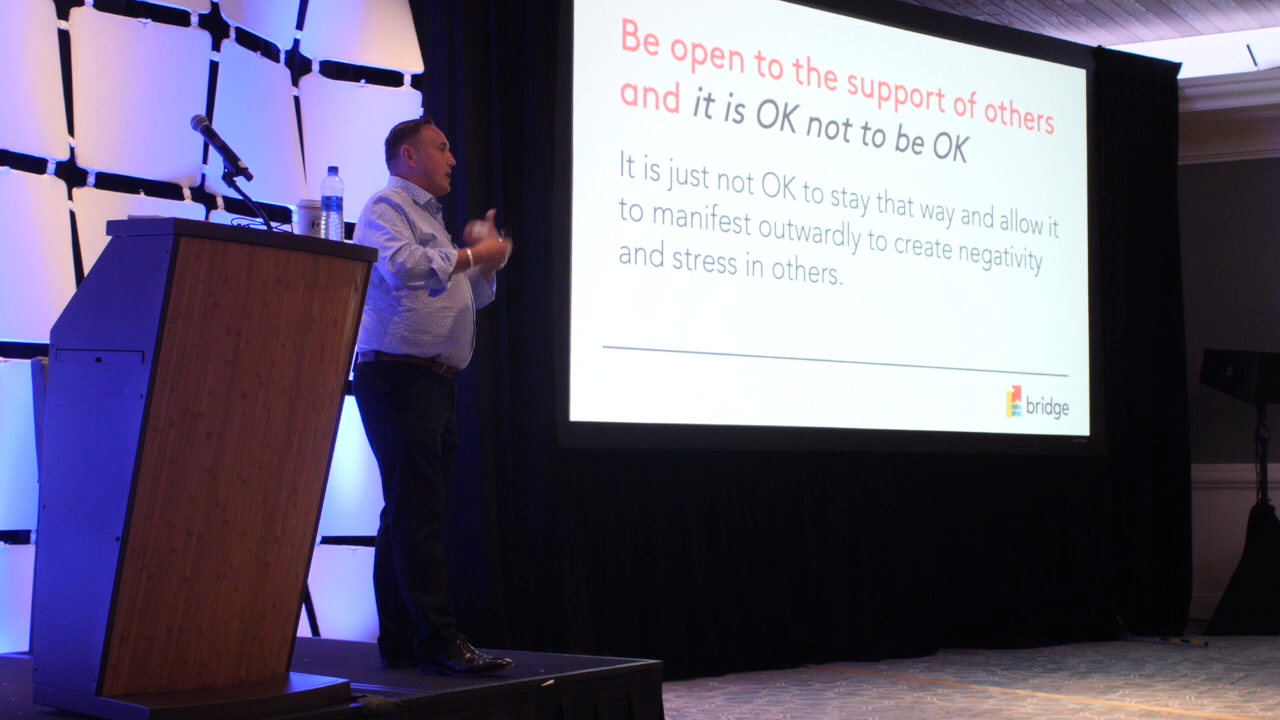 Be open to the support of others
and it is OK not to be OK
It is just not OK to stay that way and allow it
to manifest outwardly to create negativity
and stress in others.
bridge